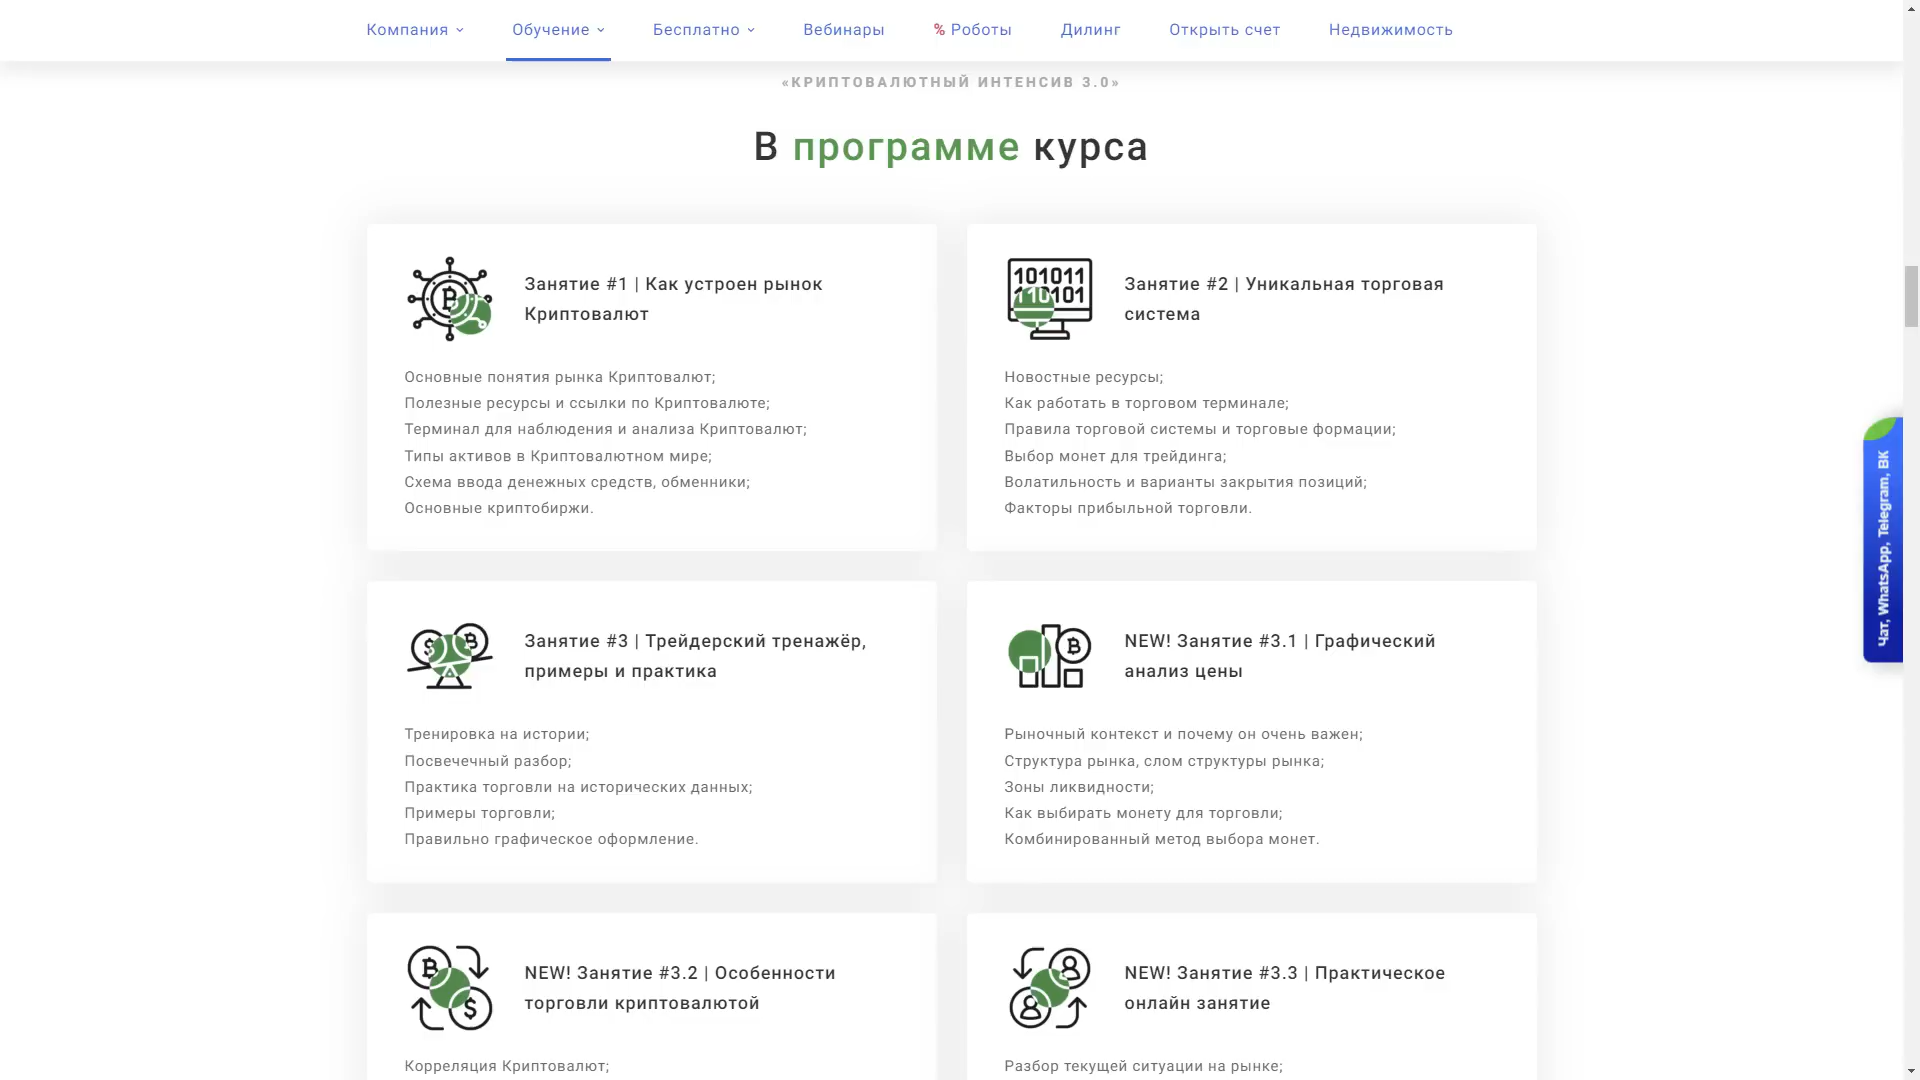 Компания
Обучение
Бесплатно
Вебинары
% Роботы
Дилинг
Открыть счет
Недвижимость
«КРИПТОВАЛЮТНЫЙ ИНТЕНСИВ 3.0»
В программе курса
101011
110101
Занятие #1 | Как устроен рынок
Криптовалют
Основные понятия рынка Криптовалют;
Полезные ресурсы и ссылки по Криптовалюте;
Терминал для наблюдения и анализа Криптовалют;
Типы активов в Криптовалютном мире;
Схема ввода денежных средств, обменники;
Основные криптобиржи.
Занятие #2 | Уникальная торговая
система
Новостные ресурсы;
Как работать в торговом терминале;
Правила торговой системы и торговые формации;
Выбор монет для трейдинга;
Волатильность и варианты закрытия позиций;
Факторы прибыльной торговли.
Чат, WhatsApp, Telegram, ВК
Занятие #3 | Трейдерский тренажёр,
примеры и практика
Тренировка на истории;
Посвечечный разбор;
Практика торговли на исторических данных;
Примеры торговли;
Правильно графическое оформление.
NEW! Занятие #3.1 | Графический
анализ цены
Рыночный контекст и почему он очень важен;
Структура рынка, слом структуры рынка;
Зоны ликвидности;
Как выбирать монету для торговли;
Комбинированный метод выбора монет.
NEW! Занятие #3.2 | Особенности
торговли криптовалютой
Корреляция Криптовалют;
NEW! Занятие #3.3 | Практическое
онлайн занятие
Разбор текущей ситуации на рынке;